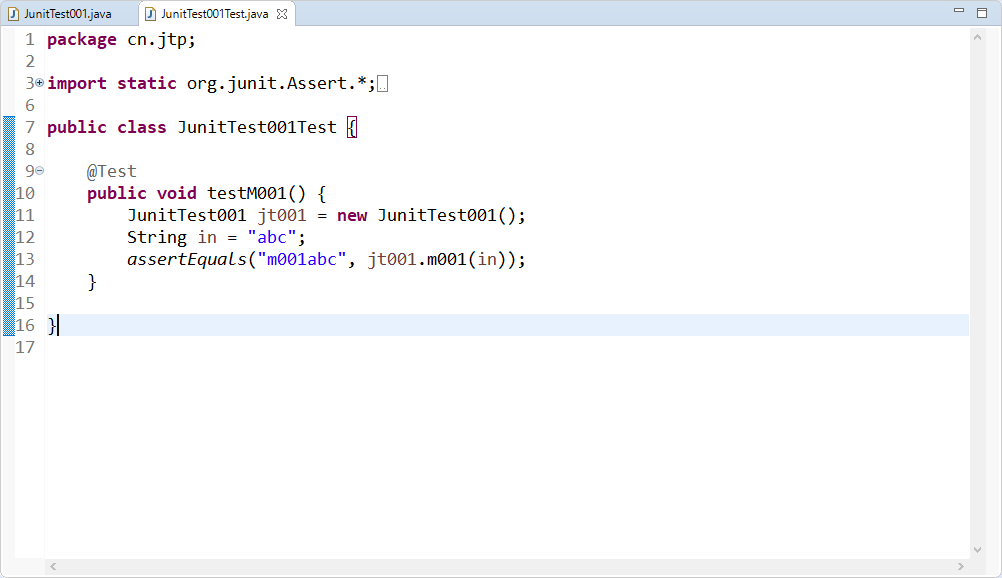 JunitTest001.java JunitTest001Test.java
1 package cn.jtp;
2
3 import static org.junit.Assert.*;
6
7 public class JunitTest001Test {
8
9     @Test
10     public void testM001() {
11         JunitTest001 jt001 = new JunitTest001();
12         String in = "abc";
13         assertEquals("m001abc", jt001.m001(in));
14     }
15
16 }
17